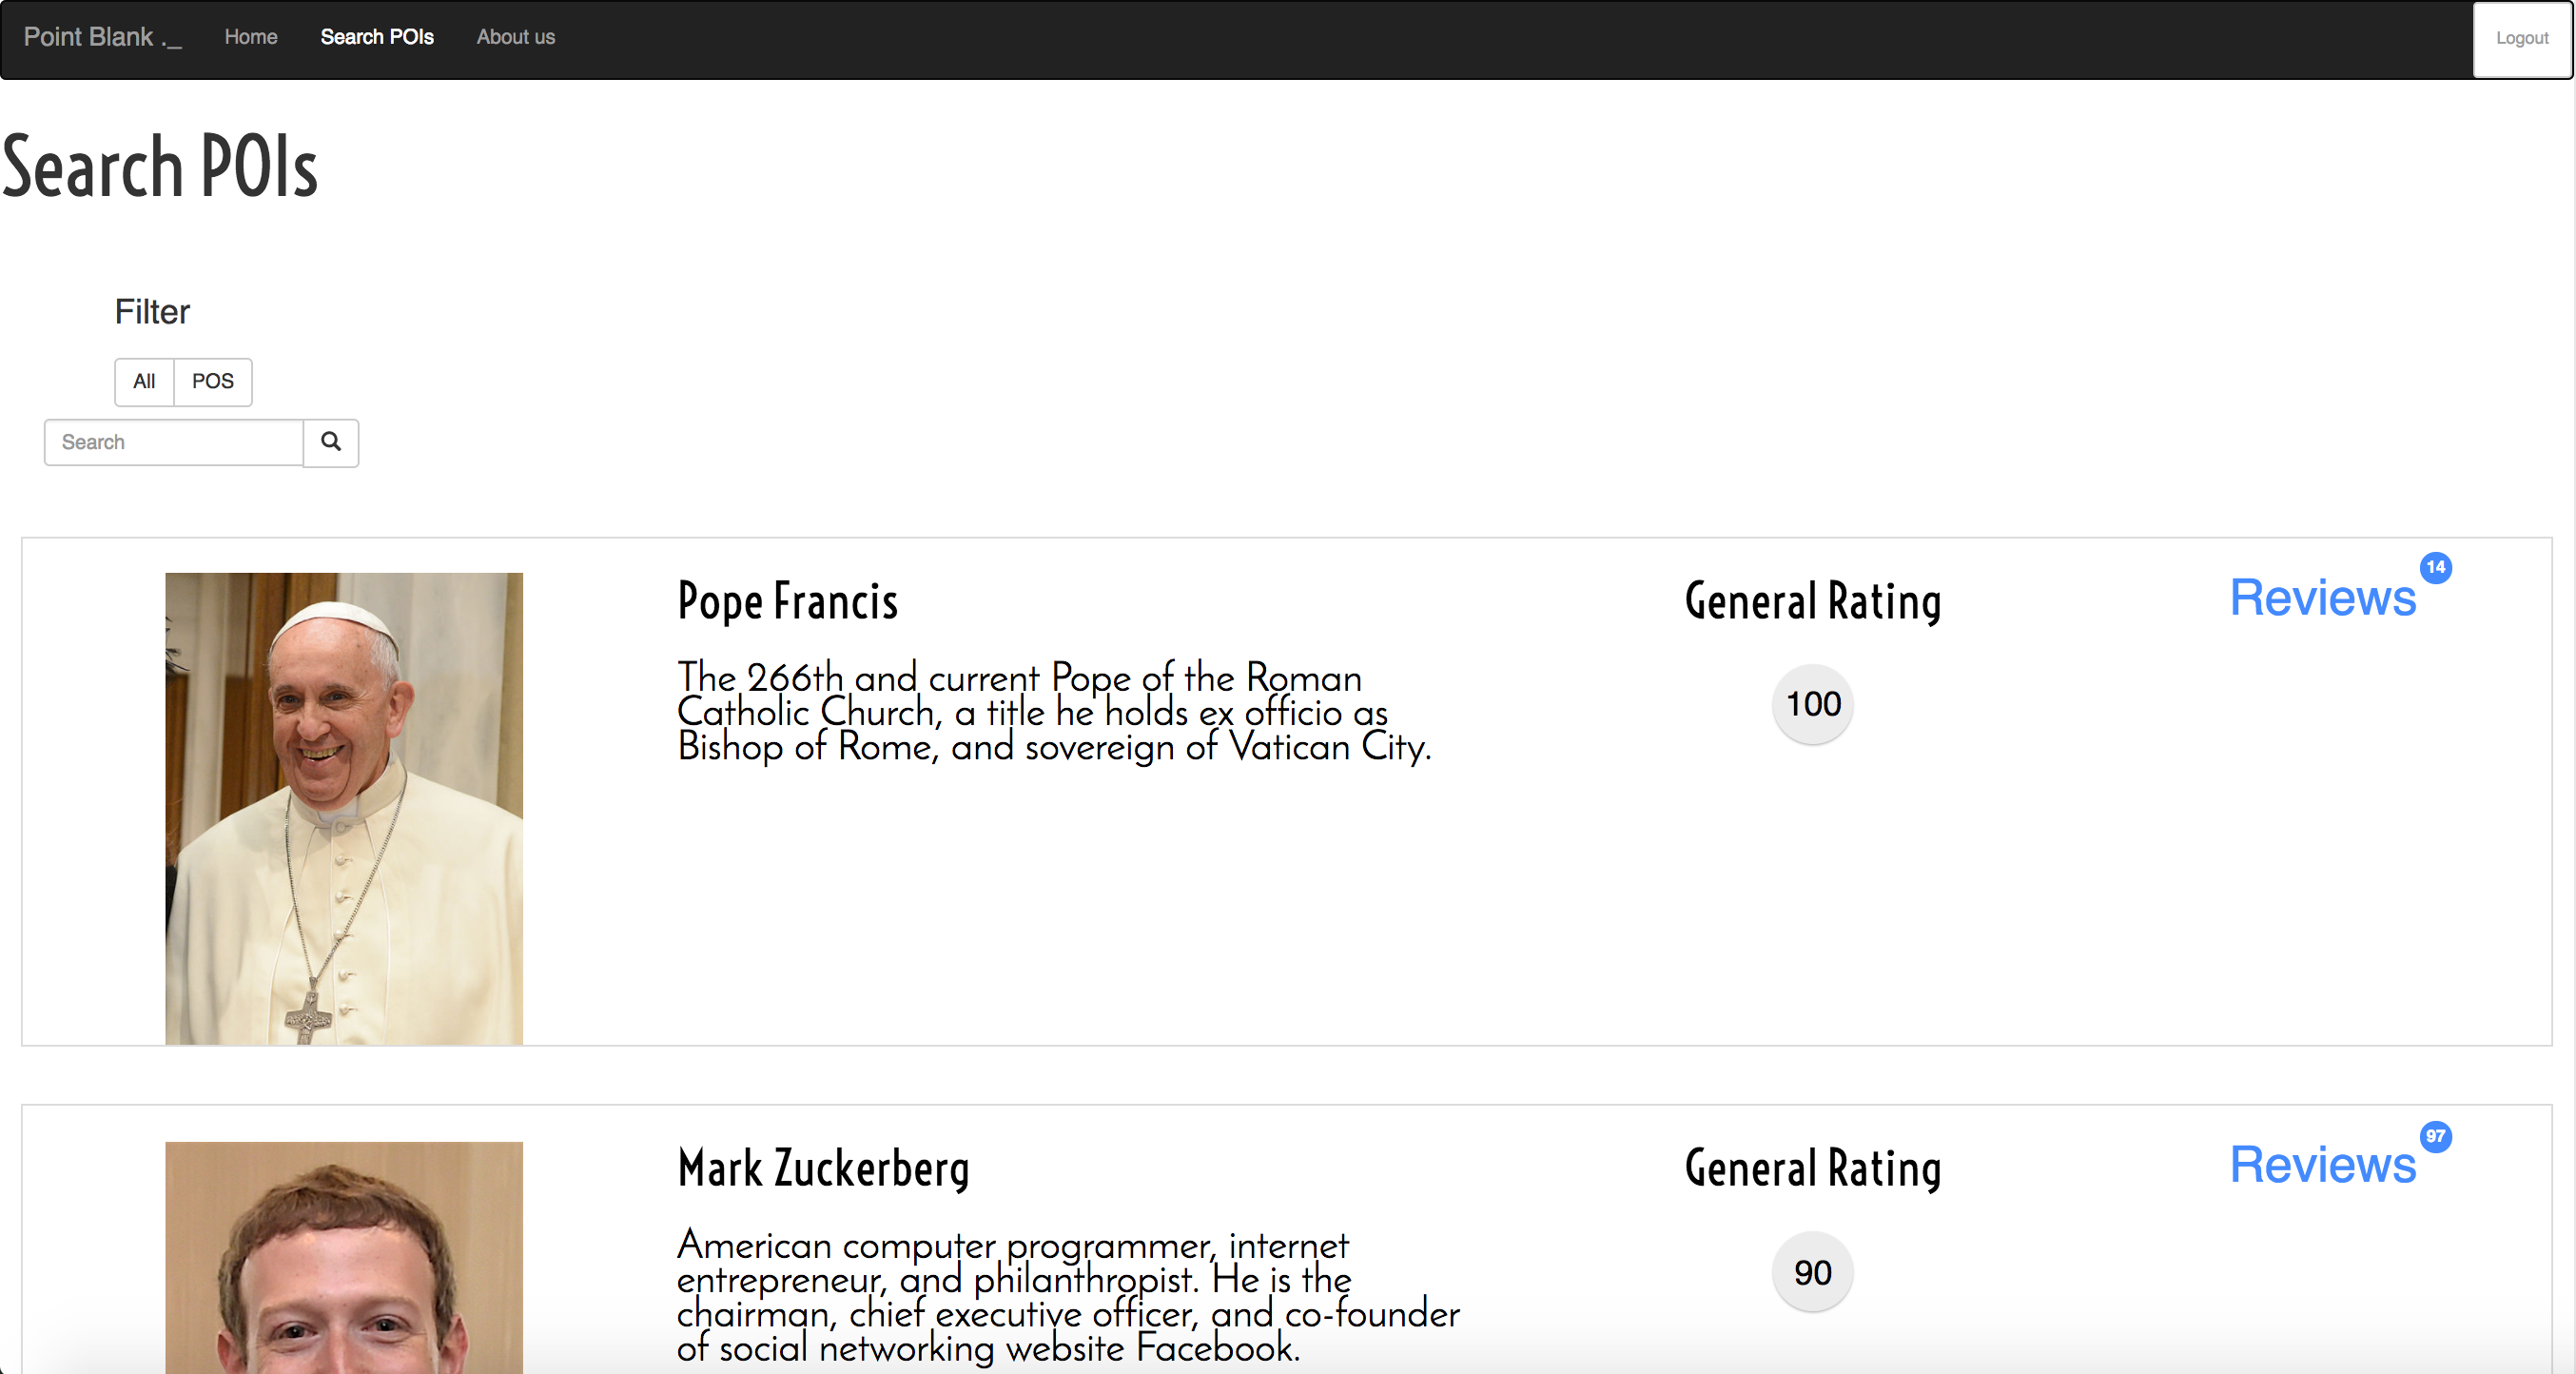 Point Blank ._ Home Search POIs About us Logout
Search POIs
Filter
All POS
Search
Pope Francis
The 266th and current Pope of the Roman
Catholic Church, a title he holds ex officio as
Bishop of Rome, and sovereign of Vatican City.
General Rating
100
Reviews 14
Mark Zuckerberg
American computer programmer, internet
entrepreneur, and philanthropist. He is the
chairman, chief executive officer, and co-founder
of social networking website Facebook.
General Rating
90
Reviews 97